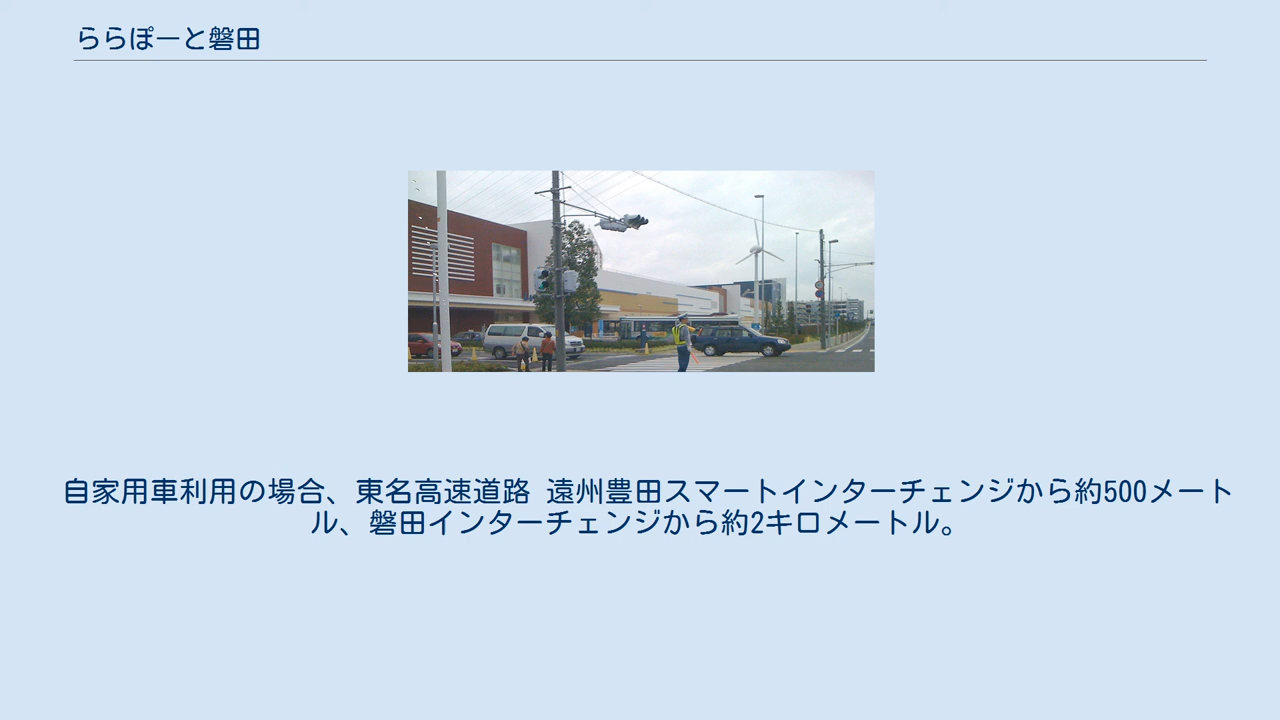 ららぽーと磐田
自家用車利用の場合、東名高速道路 遠州豊田スマートインターチェンジから約500メート
ル、磐田インターチェンジから約2キロメートル。